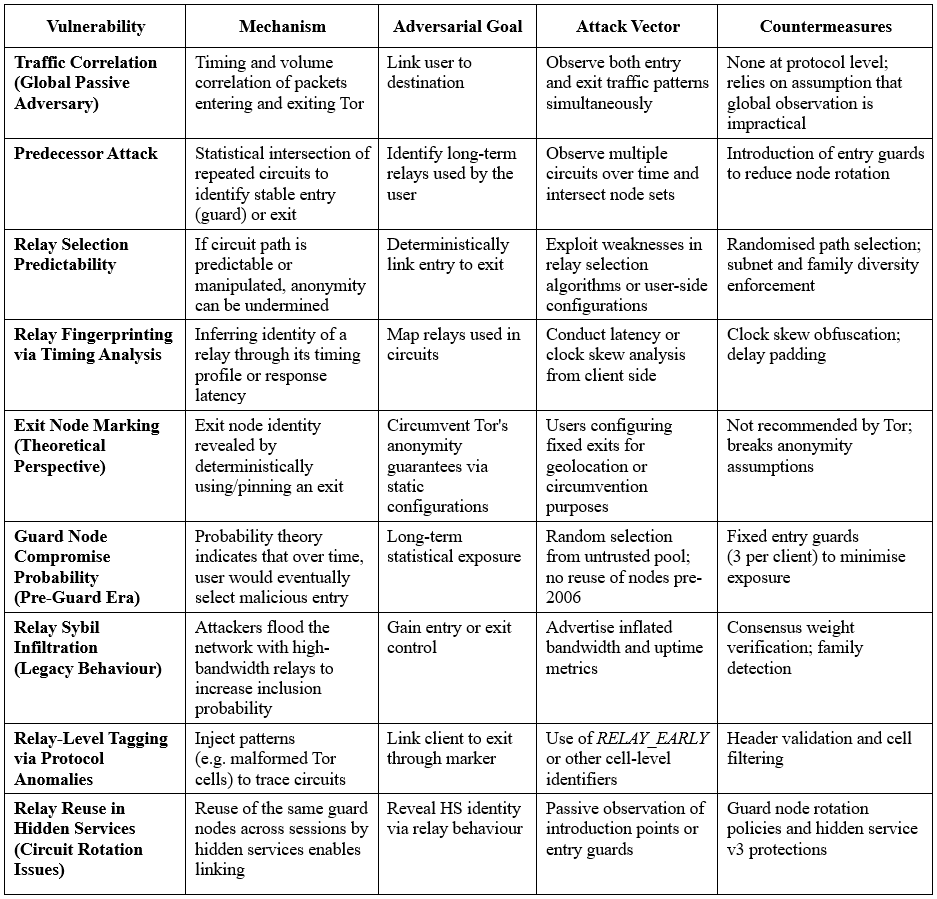 Vulnerability
Mechanism
Adversarial Goal
Attack Vector
Countermeasures
Traffic Correlation
(Global Passive
Adversary)
Timing and volume
correlation of packets
entering and exiting Tor
Link user to
destination
Observe both entry
and exit traffic patterns
simultaneously
None at protocol level;
relies on assumption that
global observation is
impractical
Predecessor Attack
Statistical intersection of
repeated circuits to
identify stable entry
(guard) or exit
Identify long-term
relays used by the
user
Observe multiple
circuits over time and
intersect node sets
Introduction of entry guards
to reduce node rotation
Relay Selection
Predictability
If circuit path is
predictable or
manipulated, anonymity
can be undermined
Deterministically
link entry to exit
Exploit weaknesses in
relay selection
algorithms or user-side
configurations
Randomised path selection;
subnet and family diversity
enforcement
Relay Fingerprinting
via Timing Analysis
Inferring identity of a
relay through its timing
profile or response
latency
Map relays used in
circuits
Conduct latency or
clock skew analysis
from client side
Clock skew obfuscation;
delay padding
Exit Node Marking
(Theoretical
Perspective)
Exit node identity
revealed by
deterministically
using/pinning an exit
Circumvent Tor's
anonymity
guarantees via
static
configurations
Users configuring
fixed exits for
geolocation or
circumvention
purposes
Not recommended by Tor;
breaks anonymity
assumptions
Guard Node
Compromise
Probability
(Pre-Guard Era)
Probability theory
indicates that over time,
user would eventually
select malicious entry
Long-term
statistical exposure
Random selection
from untrusted pool;
no reuse of nodes pre-
2006
Fixed entry guards
(3 per client) to minimise
exposure
Relay Sybil
Infiltration
(Legacy Behaviour)
Attackers flood the
network with high-
bandwidth relays to
increase inclusion
probability
Gain entry or exit
control
Advertise inflated
bandwidth and uptime
metrics
Consensus weight
verification; family
detection
Relay-Level Tagging
via Protocol
Anomalies
Inject patterns
(e.g. malformed Tor
cells) to trace circuits
Link client to exit
through marker
Use of RELAY_EARLY
or other cell-level
identifiers
Header validation and cell
filtering
Relay Reuse in
Hidden Services
(Circuit Rotation
Issues)
Reuse of the same guard
nodes across sessions by
hidden services enables
linking
Reveal HS identity
via relay behaviour
Passive observation of
introduction points or
entry guards
Guard node rotation
policies and hidden service
v3 protections